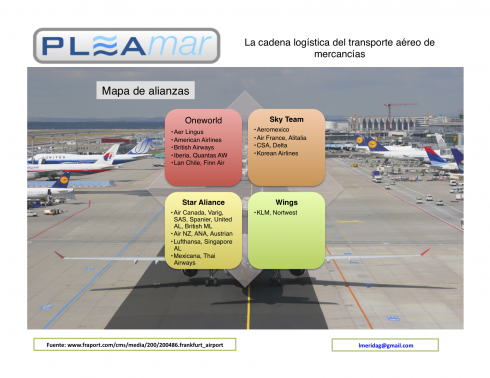 PLEAmar
La cadena logística del transporte aéreo de
mercancías
Mapa de alianzas
Oneworld
•Aer Lingus
•American Airlines
•British Airways
•Iberia, Quantas AW
•Lan Chile, Finn Air
Sky Team
•Aeromexico
•Air France, Alitalia
•CSA, Delta
•Korean Airlines
Star Aliance
•Air Canada, Varig,
SAS, Spanier, United
AL, British ML
•Air NZ, ANA, Austrian
•Lufthansa, Singapore
AL
•Mexicana, Thai
Airways
Wings
•KLM, Nortwest
UNITED
Fuente: www.fraport.com/cms/media/200/200486.frankfurt_airport
lmeridag@gmail.com